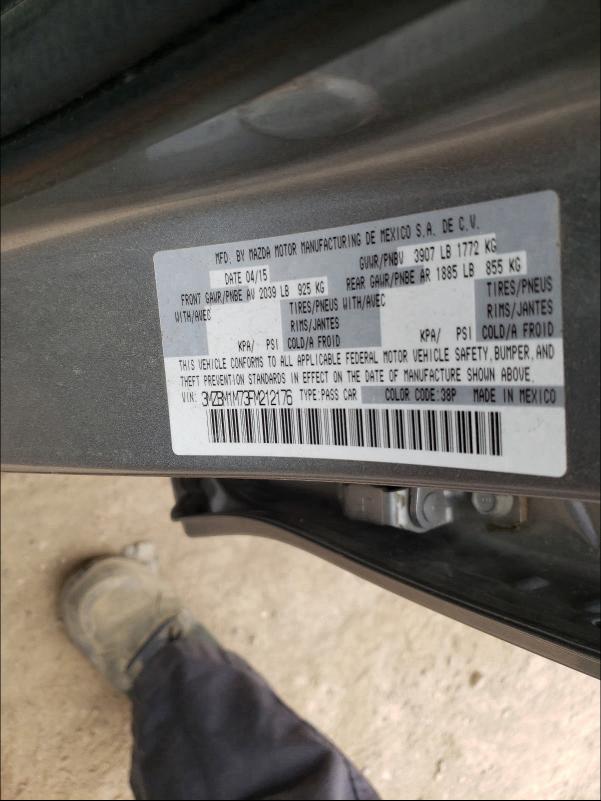 MFD. BY MAZDA MOTOR MANUFACTURING DE MEXICO S.A. DE C.V.
DATE 04/15 GVWR/PNBV 3907 LB 1772 KG
FRONT GAWR/PNBE AV 2039 LB 925 KG REAR GAWR/PNBE AR 1885 LB 855 KG
WITH/AVEC TIRES/PNEUS WITH/AVEC TIRES/PNEUS
RIMS/JANTES RIMS/JANTES
KPA/ PSI COLD/A FROID KPA/ PSI COLD/A FROID
THIS VEHICLE CONFORMS TO ALL APPLICABLE FEDERAL MOTOR VEHICLE SAFETY, BUMPER, AND
THEFT PREVENTION STANDARDS IN EFFECT ON THE DATE OF MANUFACTURE SHOWN ABOVE.
VIN: 3MZBM1M73FM212176 TYPE:PASS CAR COLOR CODE:38P MADE IN MEXICO